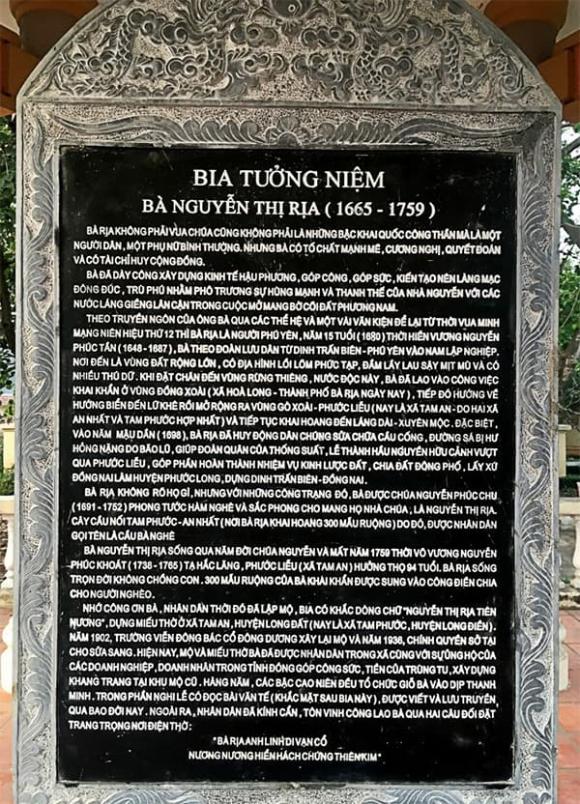 BIA TƯỞNG NIỆM
BÀ NGUYỄN THỊ RỊA ( 1665 - 1759 )
BÀ RỊA KHÔNG PHẢI VUA CHÚA CŨNG KHÔNG PHẢI LÀ NHỮNG BẬC KHAI QUỐC CÔNG THẦN MÀ LÀ MỘT
NGƯỜI DÂN , MỘT PHỤ NỮ BÌNH THƯỜNG. NHƯNG BÀ CÓ TỐ CHẤT MẠNH MẼ, CƯƠNG NGHỊ , QUYẾT ĐOÁN
VÀ CÓ TÀI CHỈ HUY CỘNG ĐỒNG.
BÀ ĐÃ DÀY CÔNG XÂY DỰNG KINH TẾ HẬU PHƯƠNG , GÓP CÔNG , GÓP SỨC , KIẾN TẠO NÊN LÀNG MẠC
ĐÔNG ĐÚC , TRÙ PHÚ NHẰM PHÔ TRƯƠNG SỰ HÙNG MẠNH VÀ THANH THẾ CỦA NHÀ NGUYỄN VỚI CÁC
NƯỚC LÁNG GIỀNG LÂN CẬN TRONG CUỘC MỞ MANG BỜ CÕI ĐẤT PHƯƠNG NAM.
THEO TRUYỀN NGÔN CỦA ÔNG BÀ QUA CÁC THẾ HỆ VÀ MỘT VÀI VĂN KIỆN ĐỂ LẠI TỪ THỜI VUA MINH
MẠNG NIÊN HIỆU THỨ 12 THÌ BÀ RỊA LÀ NGƯỜI PHÚ YÊN , NĂM 15 TUỔI ( 1680 ) THỜI HIỀN VƯƠNG NGUYỄN
PHÚC TẦN ( 1648 - 1687 ) , BÀ THEO ĐOÀN LƯU DÂN TỪ DINH TRẤN BIÊN - PHÚ YÊN VÀO NAM LẬP NGHIỆP.
NƠI ĐẾN LÀ VÙNG ĐẤT RỘNG LỚN , CÓ ĐỊA HÌNH LỒI LÕM PHỨC TẠP , ĐẦM LẦY LAU SẬY MỊT MÙ VÀ CÓ
NHIỀU THÚ DỮ. KHI ĐẶT CHÂN ĐẾN VÙNG RỪNG THIÊNG , NƯỚC ĐỘC NÀY , BÀ ĐÃ LAO VÀO CÔNG VIỆC
KHAI KHẨN Ở VÙNG ĐỒNG XOÀI ( XÃ HOÀ LONG - THÀNH PHỐ BÀ RỊA NGÀY NAY ) , TIẾP ĐÓ HƯỚNG VỀ
HƯỚNG BIỂN ĐẾN LỮ KHÊ RỒI MỞ RỘNG RA VÙNG GÒ XOÀI - PHƯỚC LIỄU ( NAY LÀ XÃ TAM AN - DO HAI XÃ
AN NHẤT VÀ TAM PHƯỚC HỢP NHẤT ) VÀ TIẾP TỤC KHAI HOANG ĐẾN LÁNG DÀI - XUYÊN MỘC. ĐẶC BIỆT ,
VÀO NĂM MẬU DẦN ( 1698 ) , BÀ RỊA ĐÃ HUY ĐỘNG DÂN CHÚNG SỬA CHỮA CẦU CỐNG , ĐƯỜNG SÁ BỊ HƯ
HỎNG NẶNG DO BÃO LŨ , GIÚP ĐOÀN QUÂN CỦA THỐNG SUẤT , LỄ THÀNH HẦU NGUYỄN HỮU CẢNH VƯỢT
QUA PHƯỚC LIỄU , GÓP PHẦN HOÀN THÀNH NHIỆM VỤ KINH LƯỢC ĐẤT , CHIA ĐẤT ĐÔNG PHỐ , LẤY XỨ
ĐỒNG NAI LÀM HUYỆN PHƯỚC LONG , DỰNG DINH TRẤN BIÊN - ĐỒNG NAI.
BÀ RỊA KHÔNG RÕ HỌ GÌ , NHƯNG VỚI NHỮNG CÔNG TRẠNG ĐÓ , BÀ ĐƯỢC CHÚA NGUYỄN PHÚC CHU
( 1691 - 1752 ) PHONG TƯỚC HÀM NGHÈ VÀ SẮC PHONG CHO MANG HỌ NHÀ CHÚA , LÀ NGUYỄN THỊ RỊA.
CÂY CẦU NỐI TAM PHƯỚC - AN NHẤT ( NƠI BÀ RỊA KHAI HOANG 300 MẪU RUỘNG ) DO ĐÓ, ĐƯỢC NHÂN DÂN
GỌI TÊN LÀ CẦU BÀ NGHÈ
BÀ NGUYỄN THỊ RỊA SỐNG QUA NĂM ĐỜI CHÚA NGUYỄN VÀ MẤT NĂM 1759 THỜI VÕ VƯƠNG NGUYỄN
PHÚC KHOÁT ( 1738 - 1765 ) TẠI HẮC LĂNG , PHƯỚC LIỄU ( XÃ TAM AN ) HƯỞNG THỌ 94 TUỔI. BÀ RỊA SỐNG
TRỌN ĐỜI KHÔNG CHỒNG CON . 300 MẪU RUỘNG CỦA BÀ KHAI KHẨN ĐƯỢC SUNG VÀO CÔNG ĐIỀN CHIA
CHO NGƯỜI NGHÈO.
NHỚ CÔNG ƠN BÀ , NHÂN DÂN THỜI ĐÓ ĐÃ LẬP MỘ , BIA CÓ KHẮC DÒNG CHỮ "NGUYỄN THỊ RỊA TIÊN
NƯƠNG" , DỰNG MIẾU THỜ Ở XÃ TAM AN , HUYỆN LONG ĐẤT ( NAY LÀ XÃ TAM PHƯỚC , HUYỆN LONG ĐIỀN ) .
NĂM 1902, TRƯỜNG VIỄN ĐÔNG BÁC CỔ ĐÔNG DƯƠNG XÂY LẠI MỘ VÀ NĂM 1936, CHÍNH QUYỀN SỞ TẠI
CHO SỬA SANG. HIỆN NAY, MỘ VÀ MIẾU THỜ BÀ ĐÃ ĐƯỢC NHÂN DÂN TRONG XÃ CÙNG VỚI SỰ ỦNG HỘ CỦA
CÁC DOANH NGHIỆP , DOANH NHÂN TRONG TỈNH ĐÓNG GÓP CÔNG SỨC , TIỀN CỦA TRÙNG TU , XÂY DỰNG
KHANG TRANG TẠI KHU MỘ CŨ . HÀNG NĂM , CÁC BẬC CAO NIÊN ĐỀU TỔ CHỨC GIỖ BÀ VÀO DỊP THANH
MINH . TRONG PHẦN NGHI LỄ CÓ ĐỌC BÀI VĂN TẾ ( KHẮC MẶT SAU BIA NÀY ) , ĐƯỢC VIẾT VÀ LƯU TRUYỀN
QUA BAO ĐỜI NAY . NGOÀI RA , NHÂN DÂN ĐÃ KÍNH CẨN , TÔN VINH CÔNG LAO BÀ QUA HAI CÂU ĐỐI ĐẶT
TRANG TRỌNG NƠI ĐIỆN THỜ :
"BÀ RỊA ANH LINH DI VẠN CỔ
NƯƠNG NƯƠNG HIỂN HÁCH CHỨNG THIÊN KIM"